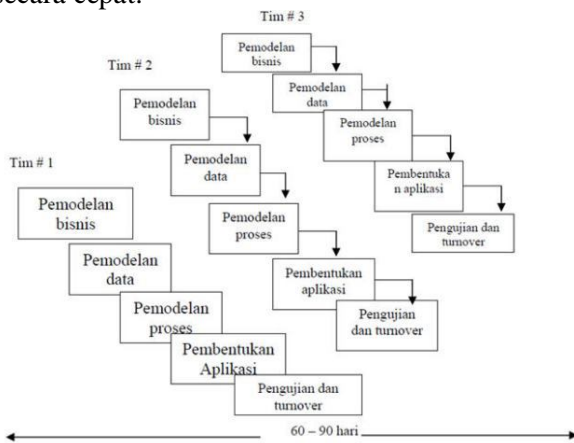 secara cepat.
Tim # 3
Pemodelan
bisnis
Pemodelan
data
Pemodelan
proses
Pembentuka
n aplikasi
Pengujian dan
turnover
Tim # 2
Pemodelan
bisnis
Pemodelan
data
Pemodelan
proses
Pembentukan
aplikasi
Pengujian
dan turnover
Tim # 1
Pemodelan
bisnis
Pemodelan
data
Pemodelan
proses
Pembentukan
Aplikasi
Pengujian dan
turnover
60 – 90 hari